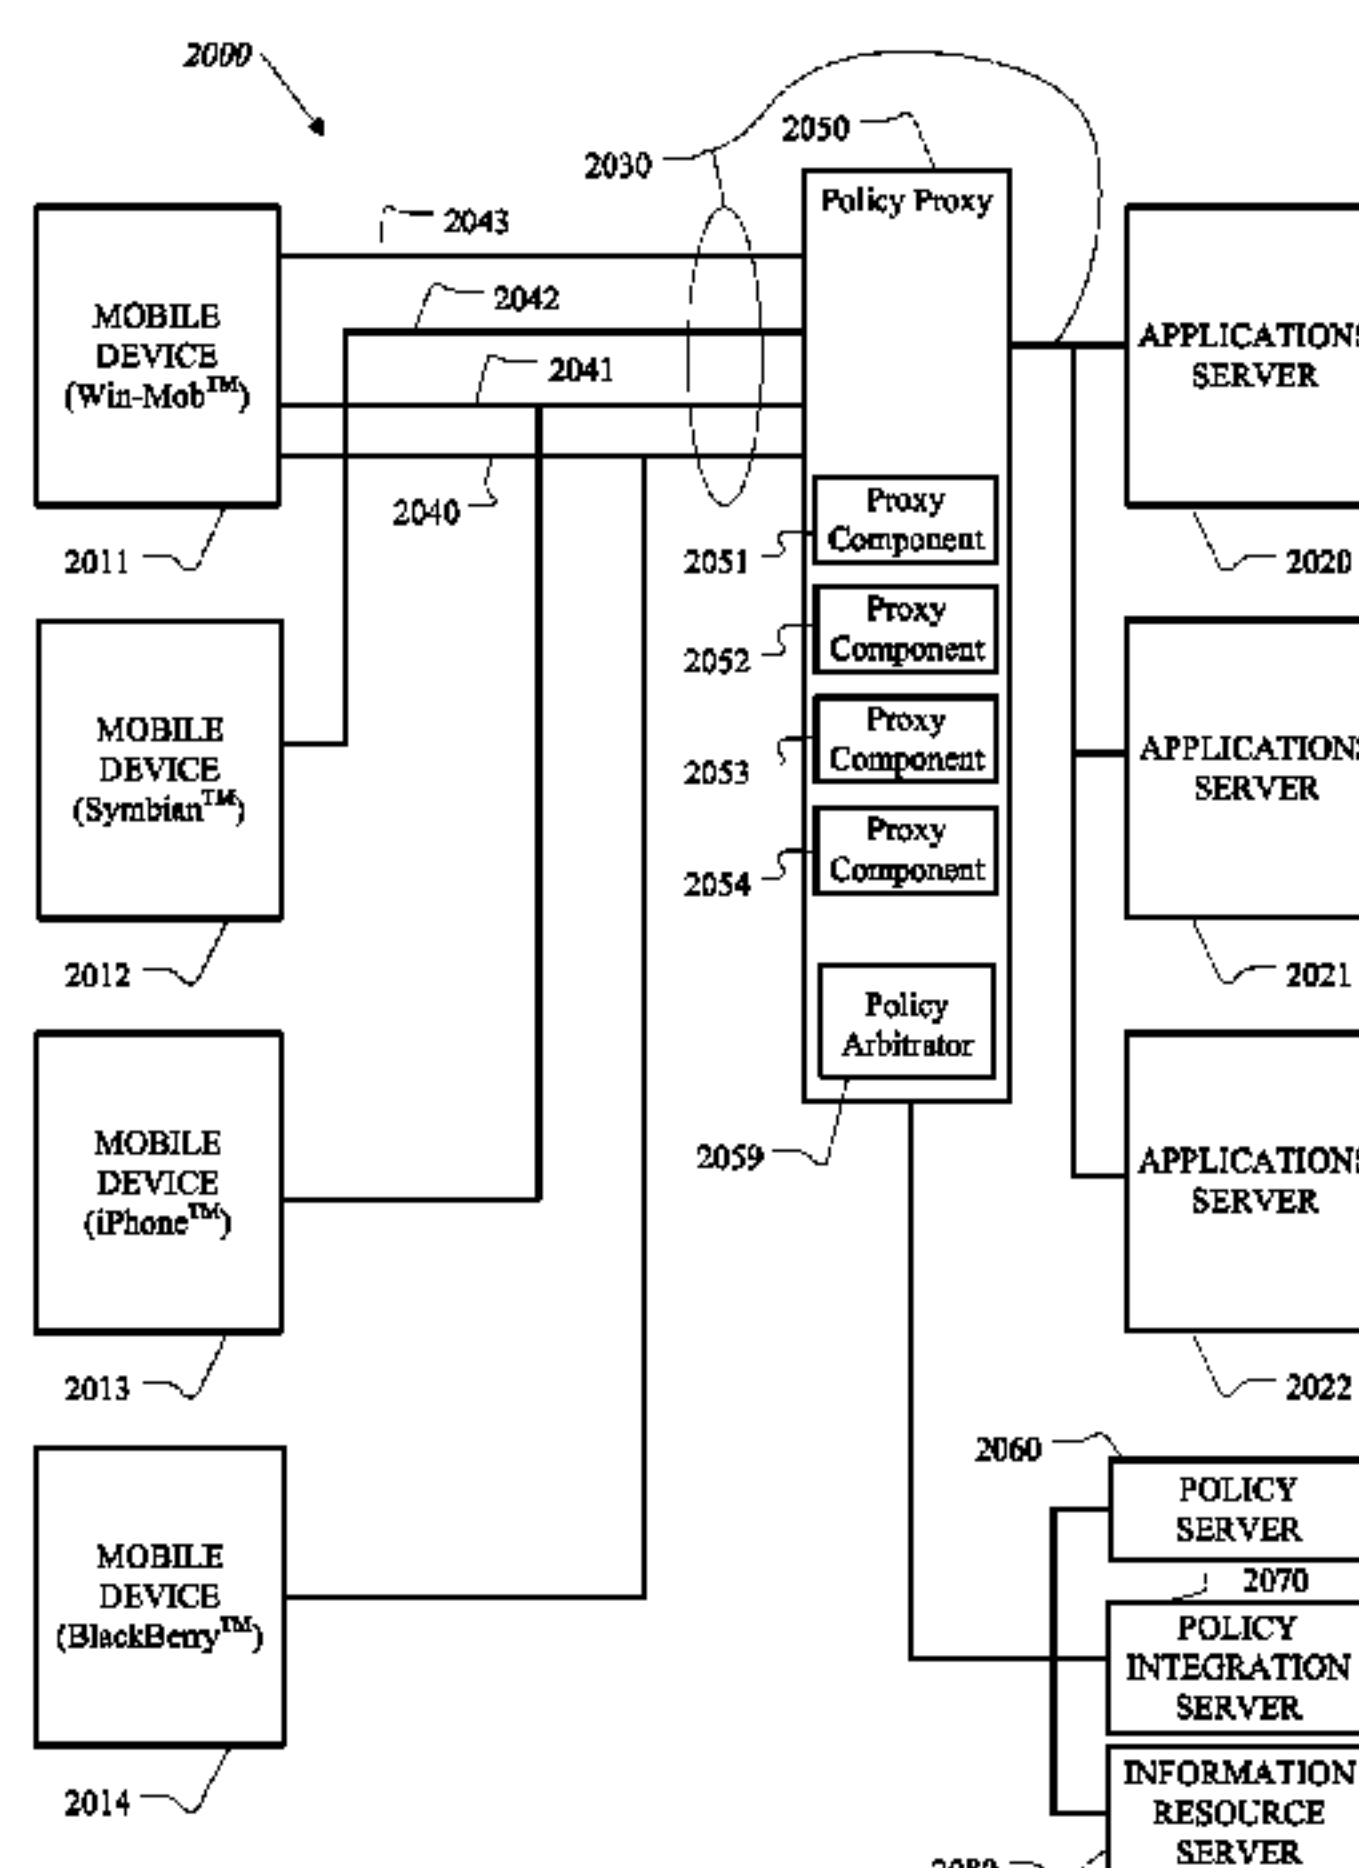 2000
2050
2030
Policy Proxy
2043
2042
2041
2040
MOBILE
DEVICE
(Win-Mob™)
2011
APPLICATIONS
SERVER
2020
Proxy
Component
2051
Proxy
Component
2052
Proxy
Component
2053
Proxy
Component
2054
MOBILE
DEVICE
(Symbian™)
2012
APPLICATIONS
SERVER
2021
Policy
Arbitrator
2059
MOBILE
DEVICE
(iPhone™)
2013
APPLICATIONS
SERVER
2022
2060
POLICY
SERVER
2070
POLICY
INTEGRATION
SERVER
MOBILE
DEVICE
(BlackBerry™)
2014
INFORMATION
RESOURCE
SERVER